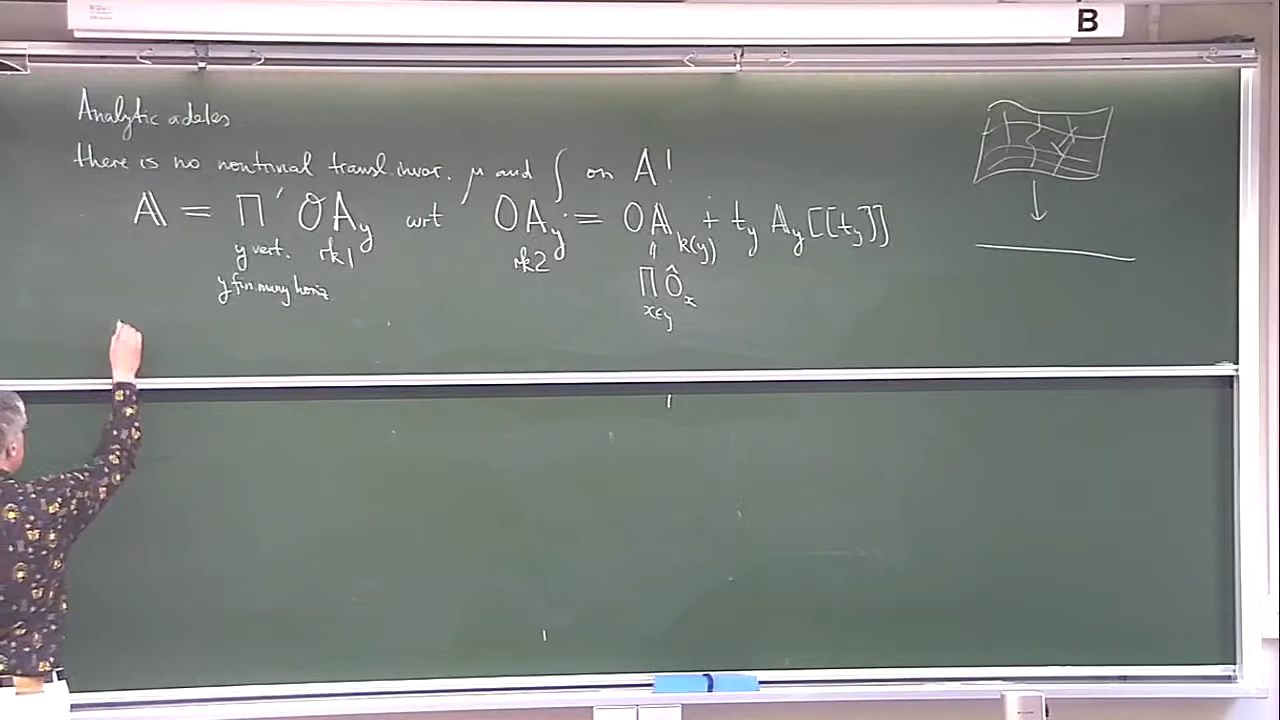 B
Analytic adeles
there is no nontrivial transl. invar. μ and ∫ on A!
𝔸 = Π′ OA_y wrt OA_y := OA_k(y) + t_y A_y[[t_y]]
y vert. rk1 rk2 ||
y fin. many horiz. Π Ô_x
x∈y